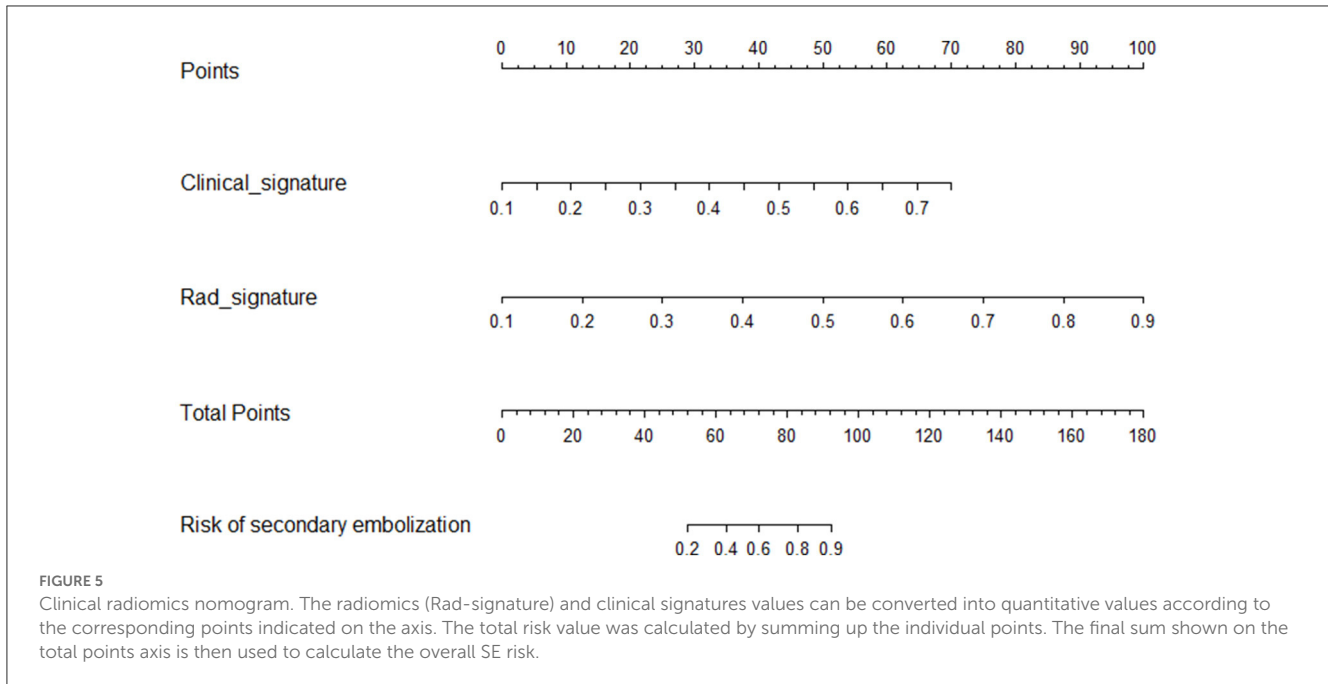 0 10 20 30 40 50 60 70 80 90 100
Points
Clinical_signature
0.1 0.2 0.3 0.4 0.5 0.6 0.7
Rad_signature
0.1 0.2 0.3 0.4 0.5 0.6 0.7 0.8 0.9
Total Points
0 20 40 60 80 100 120 140 160 180
Risk of secondary embolization
0.2 0.4 0.6 0.8 0.9
FIGURE 5
Clinical radiomics nomogram. The radiomics (Rad-signature) and clinical signatures values can be converted into quantitative values according to
the corresponding points indicated on the axis. The total risk value was calculated by summing up the individual points. The final sum shown on the
total points axis is then used to calculate the overall SE risk.